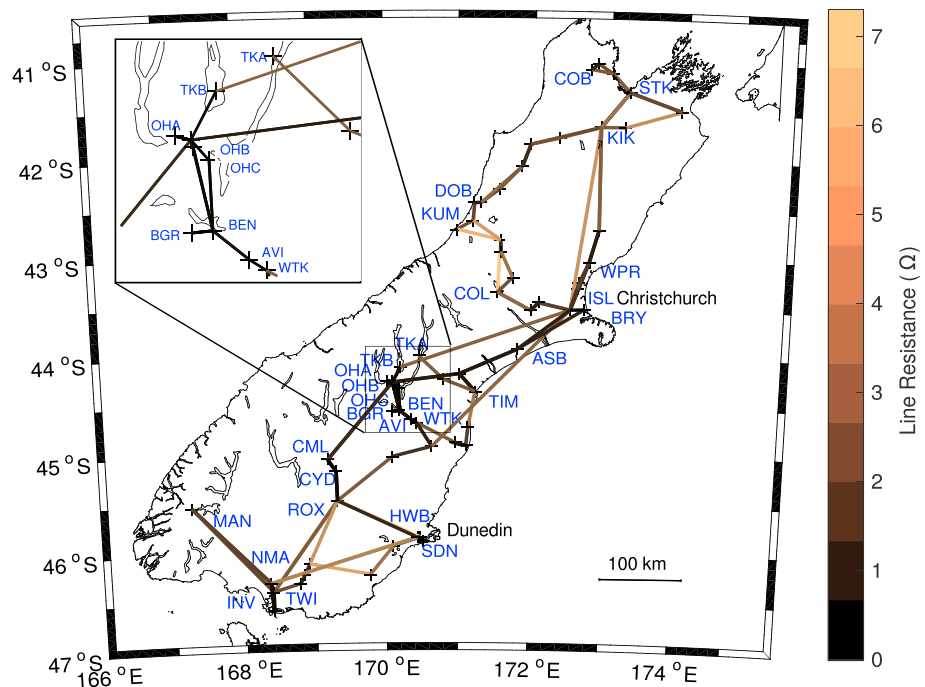 41 °S
42 °S
43 °S
44 °S
45 °S
46 °S
47 °S
166 °E
168 °E
170 °E
172 °E
174 °E
TKA
TKB
OHA
OHB
OHC
BGR
BEN
AVI
WTK
COB
STK
KIK
DOB
KUM
COL
WPR
ISL
Christchurch
BRY
ASB
TKA
TKB
OHA
OHB
OHC
BGR
BEN
AVI
WTK
TIM
CML
CYD
ROX
HWB
Dunedin
SDN
MAN
NMA
INV
TWI
100 km
7
6
5
4
3
2
1
0
Line Resistance ( Ω)